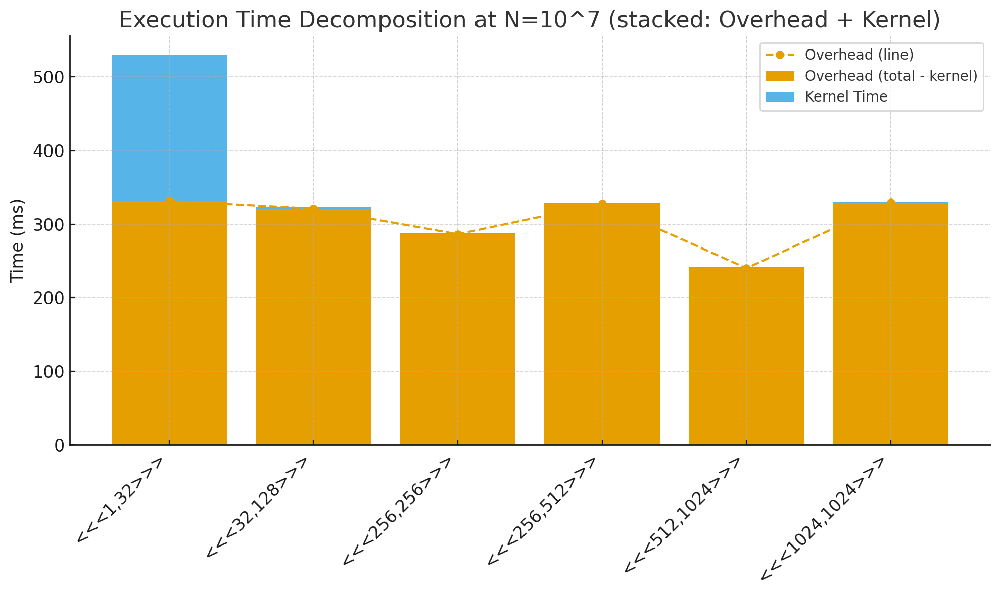 Execution Time Decomposition at N=10^7 (stacked: Overhead + Kernel)
Overhead (line)
Overhead (total - kernel)
Kernel Time
Time (ms)
500
400
300
200
100
0
<<<1,32>>>
<<<32,128>>>
<<<256,256>>>
<<<256,512>>>
<<<512,1024>>>
<<<1024,1024>>>